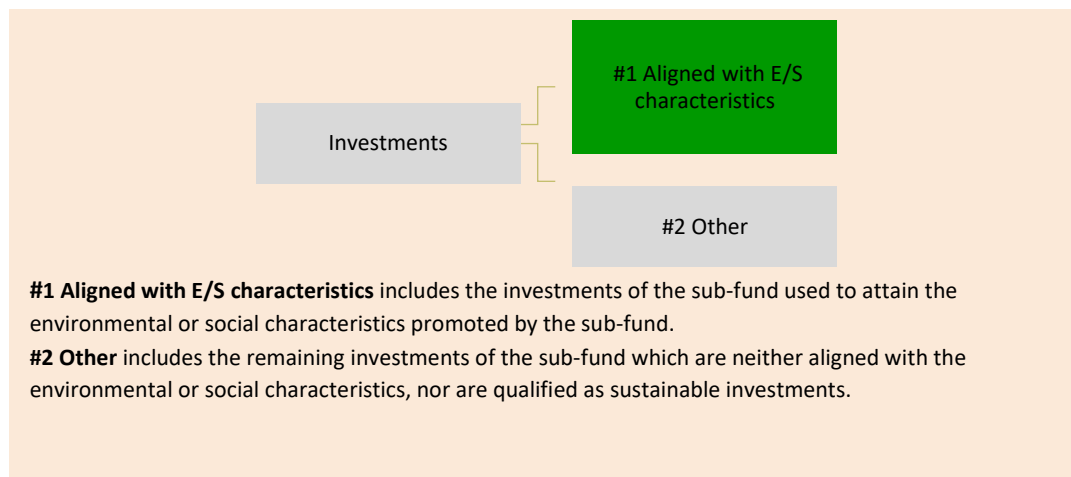 #1 Aligned with E/S
characteristics
Investments
#2 Other
#1 Aligned with E/S characteristics includes the investments of the sub-fund used to attain the
environmental or social characteristics promoted by the sub-fund.
#2 Other includes the remaining investments of the sub-fund which are neither aligned with the
environmental or social characteristics, nor are qualified as sustainable investments.